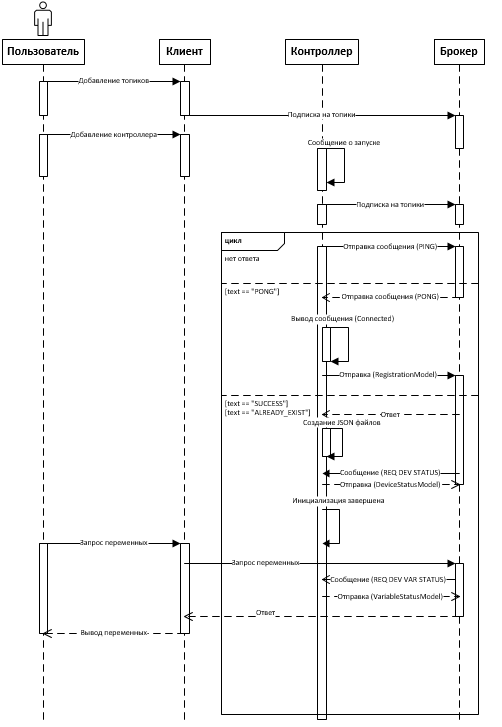 Пользователь
Клиент
Контроллер
Брокер
Добавление топиков
Подписка на топики
Добавление контроллера
Сообщение о запуске
Подписка на топики
цикл
Отправка сообщения (PING)
нет ответа
[text == "PONG"]
Отправка сообщения (PONG)
Вывод сообщения (Connected)
Отправка (RegistrationModel)
[text == "SUCCESS"]
[text == "ALREADY_EXIST"]
Ответ
Создание JSON файлов
Сообщение (REQ DEV STATUS)
Отправка (DeviceStatusModel)
Инициализация завершена
Запрос переменных
Запрос переменных
Сообщение (REQ DEV VAR STATUS)
Отправка (VariableStatusModel)
Ответ
Вывод переменных